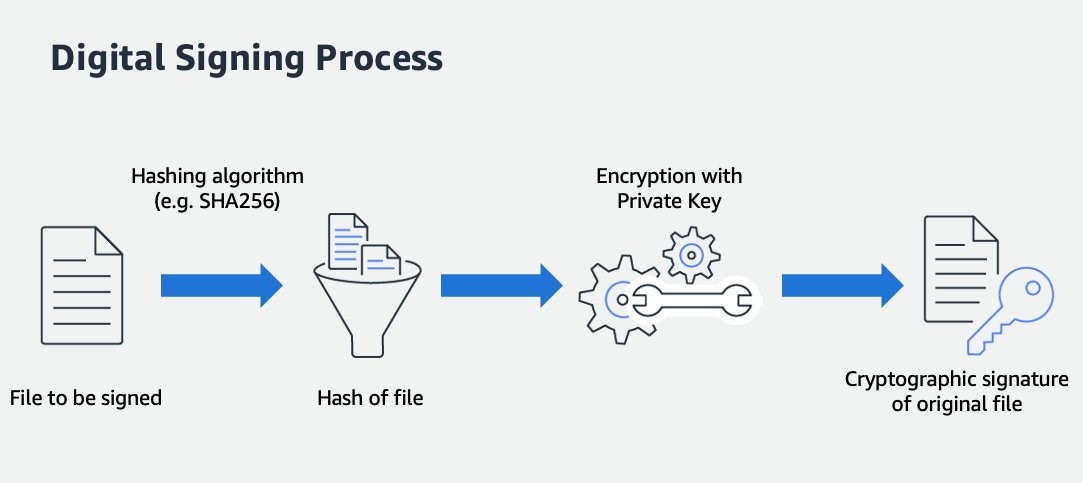 Digital Signing Process
Hashing algorithm
(e.g. SHA256)
Encryption with
Private Key
File to be signed
Hash of file
Cryptographic signature
of original file